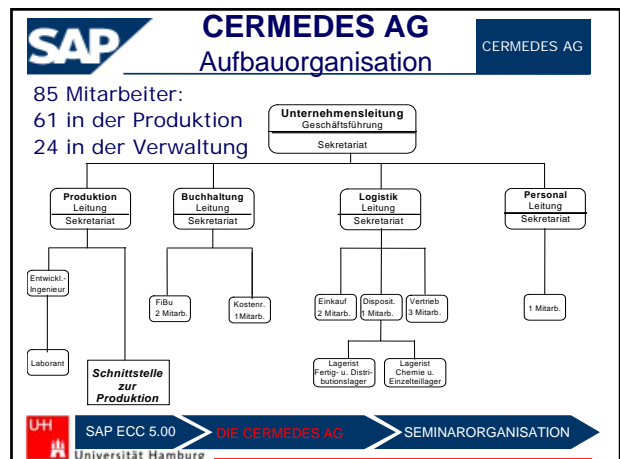 SAP
CERMEDES AG
Aufbauorganisation
CERMEDES AG
85 Mitarbeiter:
61 in der Produktion
24 in der Verwaltung
Unternehmensleitung
Geschäftsführung
Sekretariat
Produktion
Leitung
Sekretariat
Buchhaltung
Leitung
Sekretariat
Logistik
Leitung
Sekretariat
Personal
Leitung
Sekretariat
Entwickl.-
Ingenieur
FiBu
2 Mitarb.
Kostenr.
1Mitarb.
Einkauf
2 Mitarb.
Disposit.
1 Mitarb.
Vertrieb
3 Mitarb.
1 Mitarb.
Laborant
Schnittstelle
zur
Produktion
Lagerist
Fertig- u. Distri-
butionslager
Lagerist
Chemie u.
Einzelteillager
UH
SAP ECC 5.00
DIE CERMEDES AG
SEMINARORGANISATION
Universität Hamburg